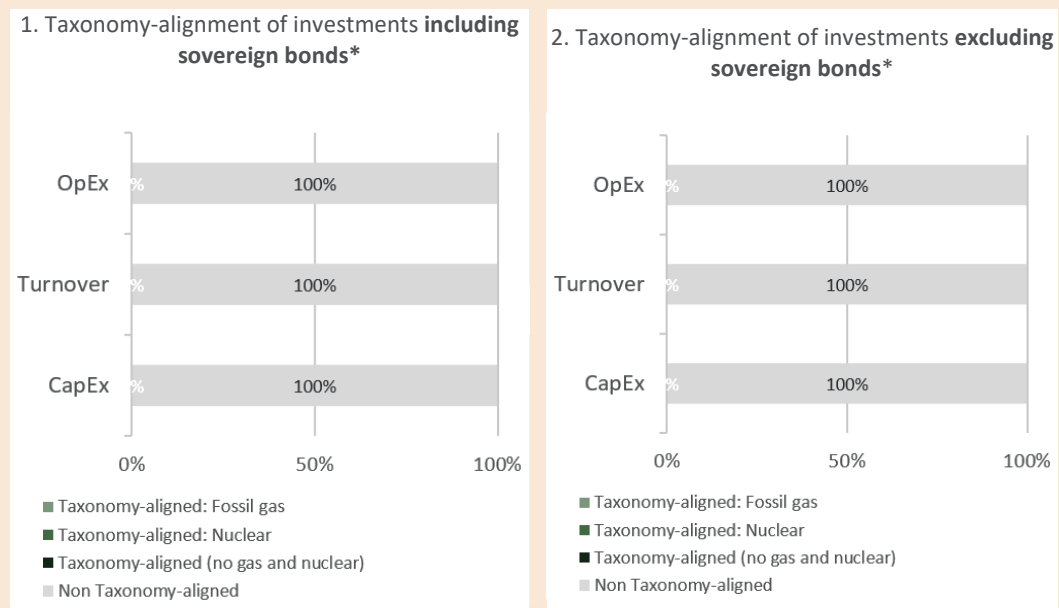 1. Taxonomy-alignment of investments including
sovereign bonds*
OpEx
%
100%
Turnover
%
100%
CapEx
%
100%
0%
50%
100%
Taxonomy-aligned: Fossil gas
Taxonomy-aligned: Nuclear
Taxonomy-aligned (no gas and nuclear)
Non Taxonomy-aligned
2. Taxonomy-alignment of investments excluding
sovereign bonds*
OpEx
%
100%
Turnover
%
100%
CapEx
%
100%
0%
50%
100%
Taxonomy-aligned: Fossil gas
Taxonomy-aligned: Nuclear
Taxonomy-aligned (no gas and nuclear)
Non Taxonomy-aligned